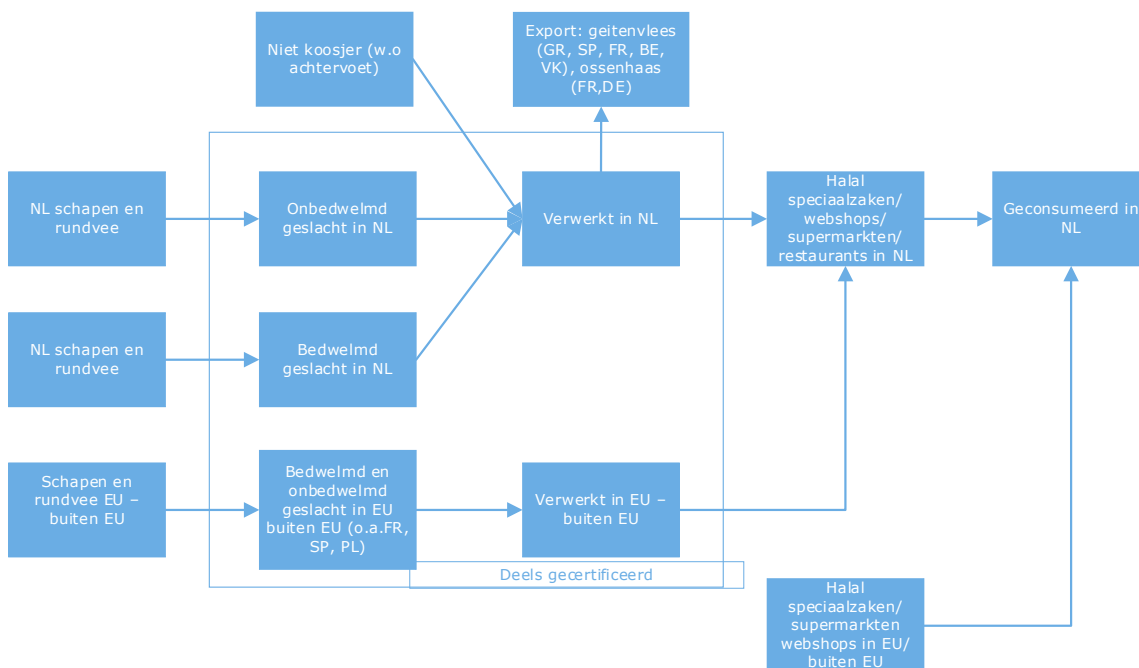 Niet koosjer (w.o
achtervoet)
Export: geitenvlees
(GR, SP, FR, BE,
VK), ossenhaas
(FR,DE)
NL schapen en
rundvee
Onbedwelmd
geslacht in NL
Verwerkt in NL
Halal
speciaalzaken/
webshops/
supermarkten/
restaurants in NL
Geconsumeerd in
NL
NL schapen en
rundvee
Bedwelmd
geslacht in NL
Schapen en
rundvee EU –
buiten EU
Bedwelmd en
onbedwelmd
geslacht in EU
buiten EU (o.a.FR,
SP, PL)
Verwerkt in EU –
buiten EU
Deels gecertificeerd
Halal
speciaalzaken/
supermarkten
webshops in EU/
buiten EU